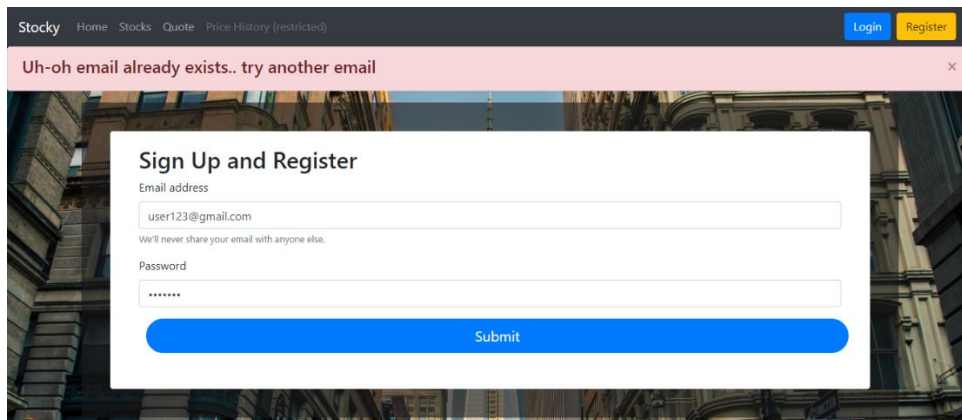 Stocky Home Stocks Quote Price History (restricted) Login Register
Uh-oh email already exists.. try another email ×
Sign Up and Register
Email address
user123@gmail.com
We'll never share your email with anyone else.
Password
•••••••
Submit